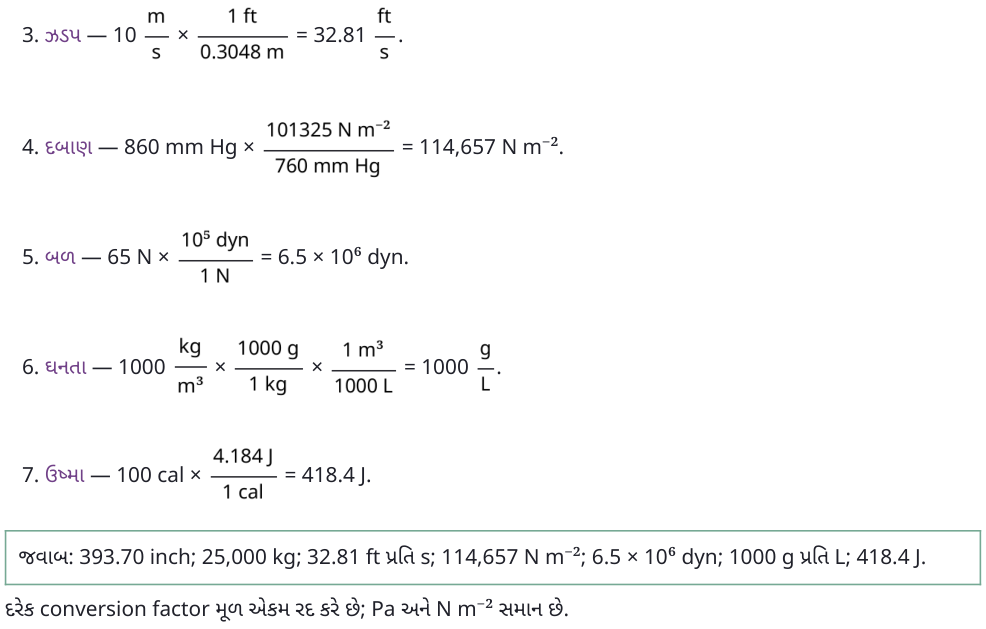 3. ઝડપ — 10 m/s × 1 ft/0.3048 m = 32.81 ft/s.
4. દબાણ — 860 mm Hg × 101325 N m⁻²/760 mm Hg = 114,657 N m⁻².
5. બળ — 65 N × 10⁵ dyn/1 N = 6.5 × 10⁶ dyn.
6. ઘનતા — 1000 kg/m³ × 1000 g/1 kg × 1 m³/1000 L = 1000 g/L.
7. ઉષ્મા — 100 cal × 4.184 J/1 cal = 418.4 J.
જવાબ: 393.70 inch; 25,000 kg; 32.81 ft પ્રતિ s; 114,657 N m⁻²; 6.5 × 10⁶ dyn; 1000 g પ્રતિ L; 418.4 J.
દરેક conversion factor મૂળ એકમ રદ કરે છે; Pa અને N m⁻² સમાન છે.